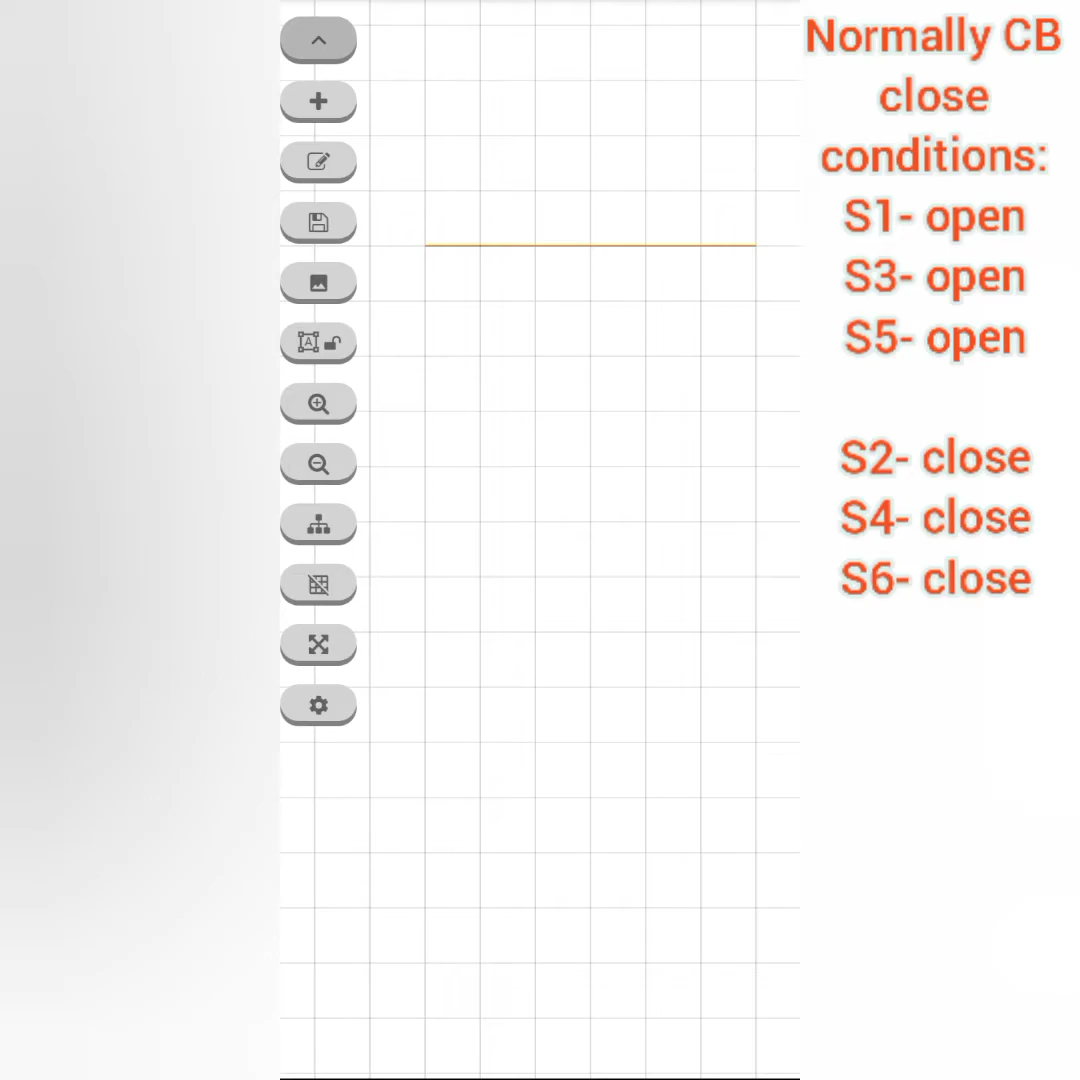 Normally CB
close
conditions:
S1- open
S3- open
S5- open
S2- close
S4- close
S6- close
A